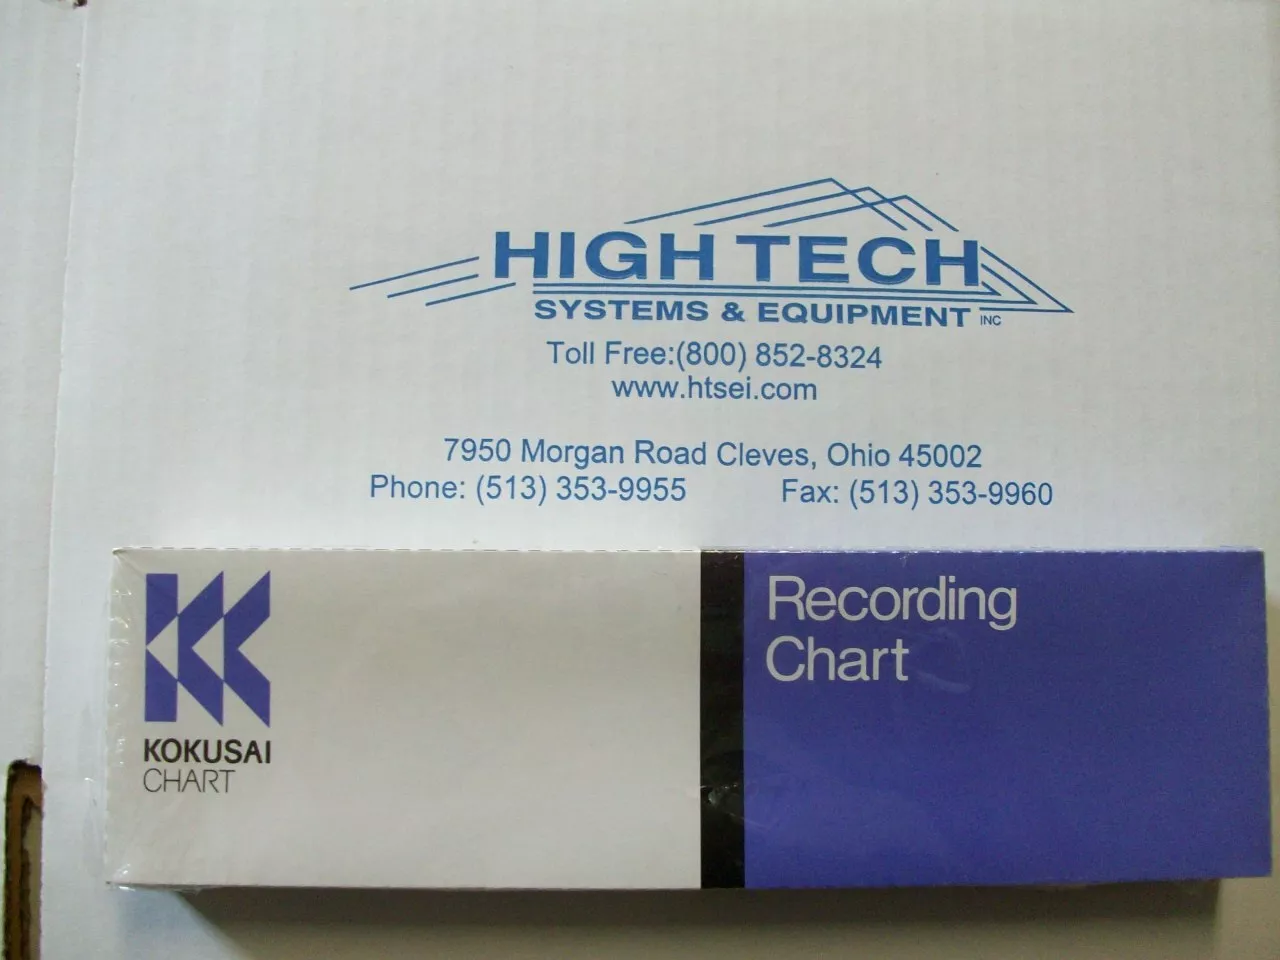 HIGH TECH
SYSTEMS & EQUIPMENT INC
Toll Free:(800) 852-8324
www.htsei.com
7950 Morgan Road Cleves, Ohio 45002
Phone: (513) 353-9955 Fax: (513) 353-9960
KOKUSAI
CHART
Recording
Chart